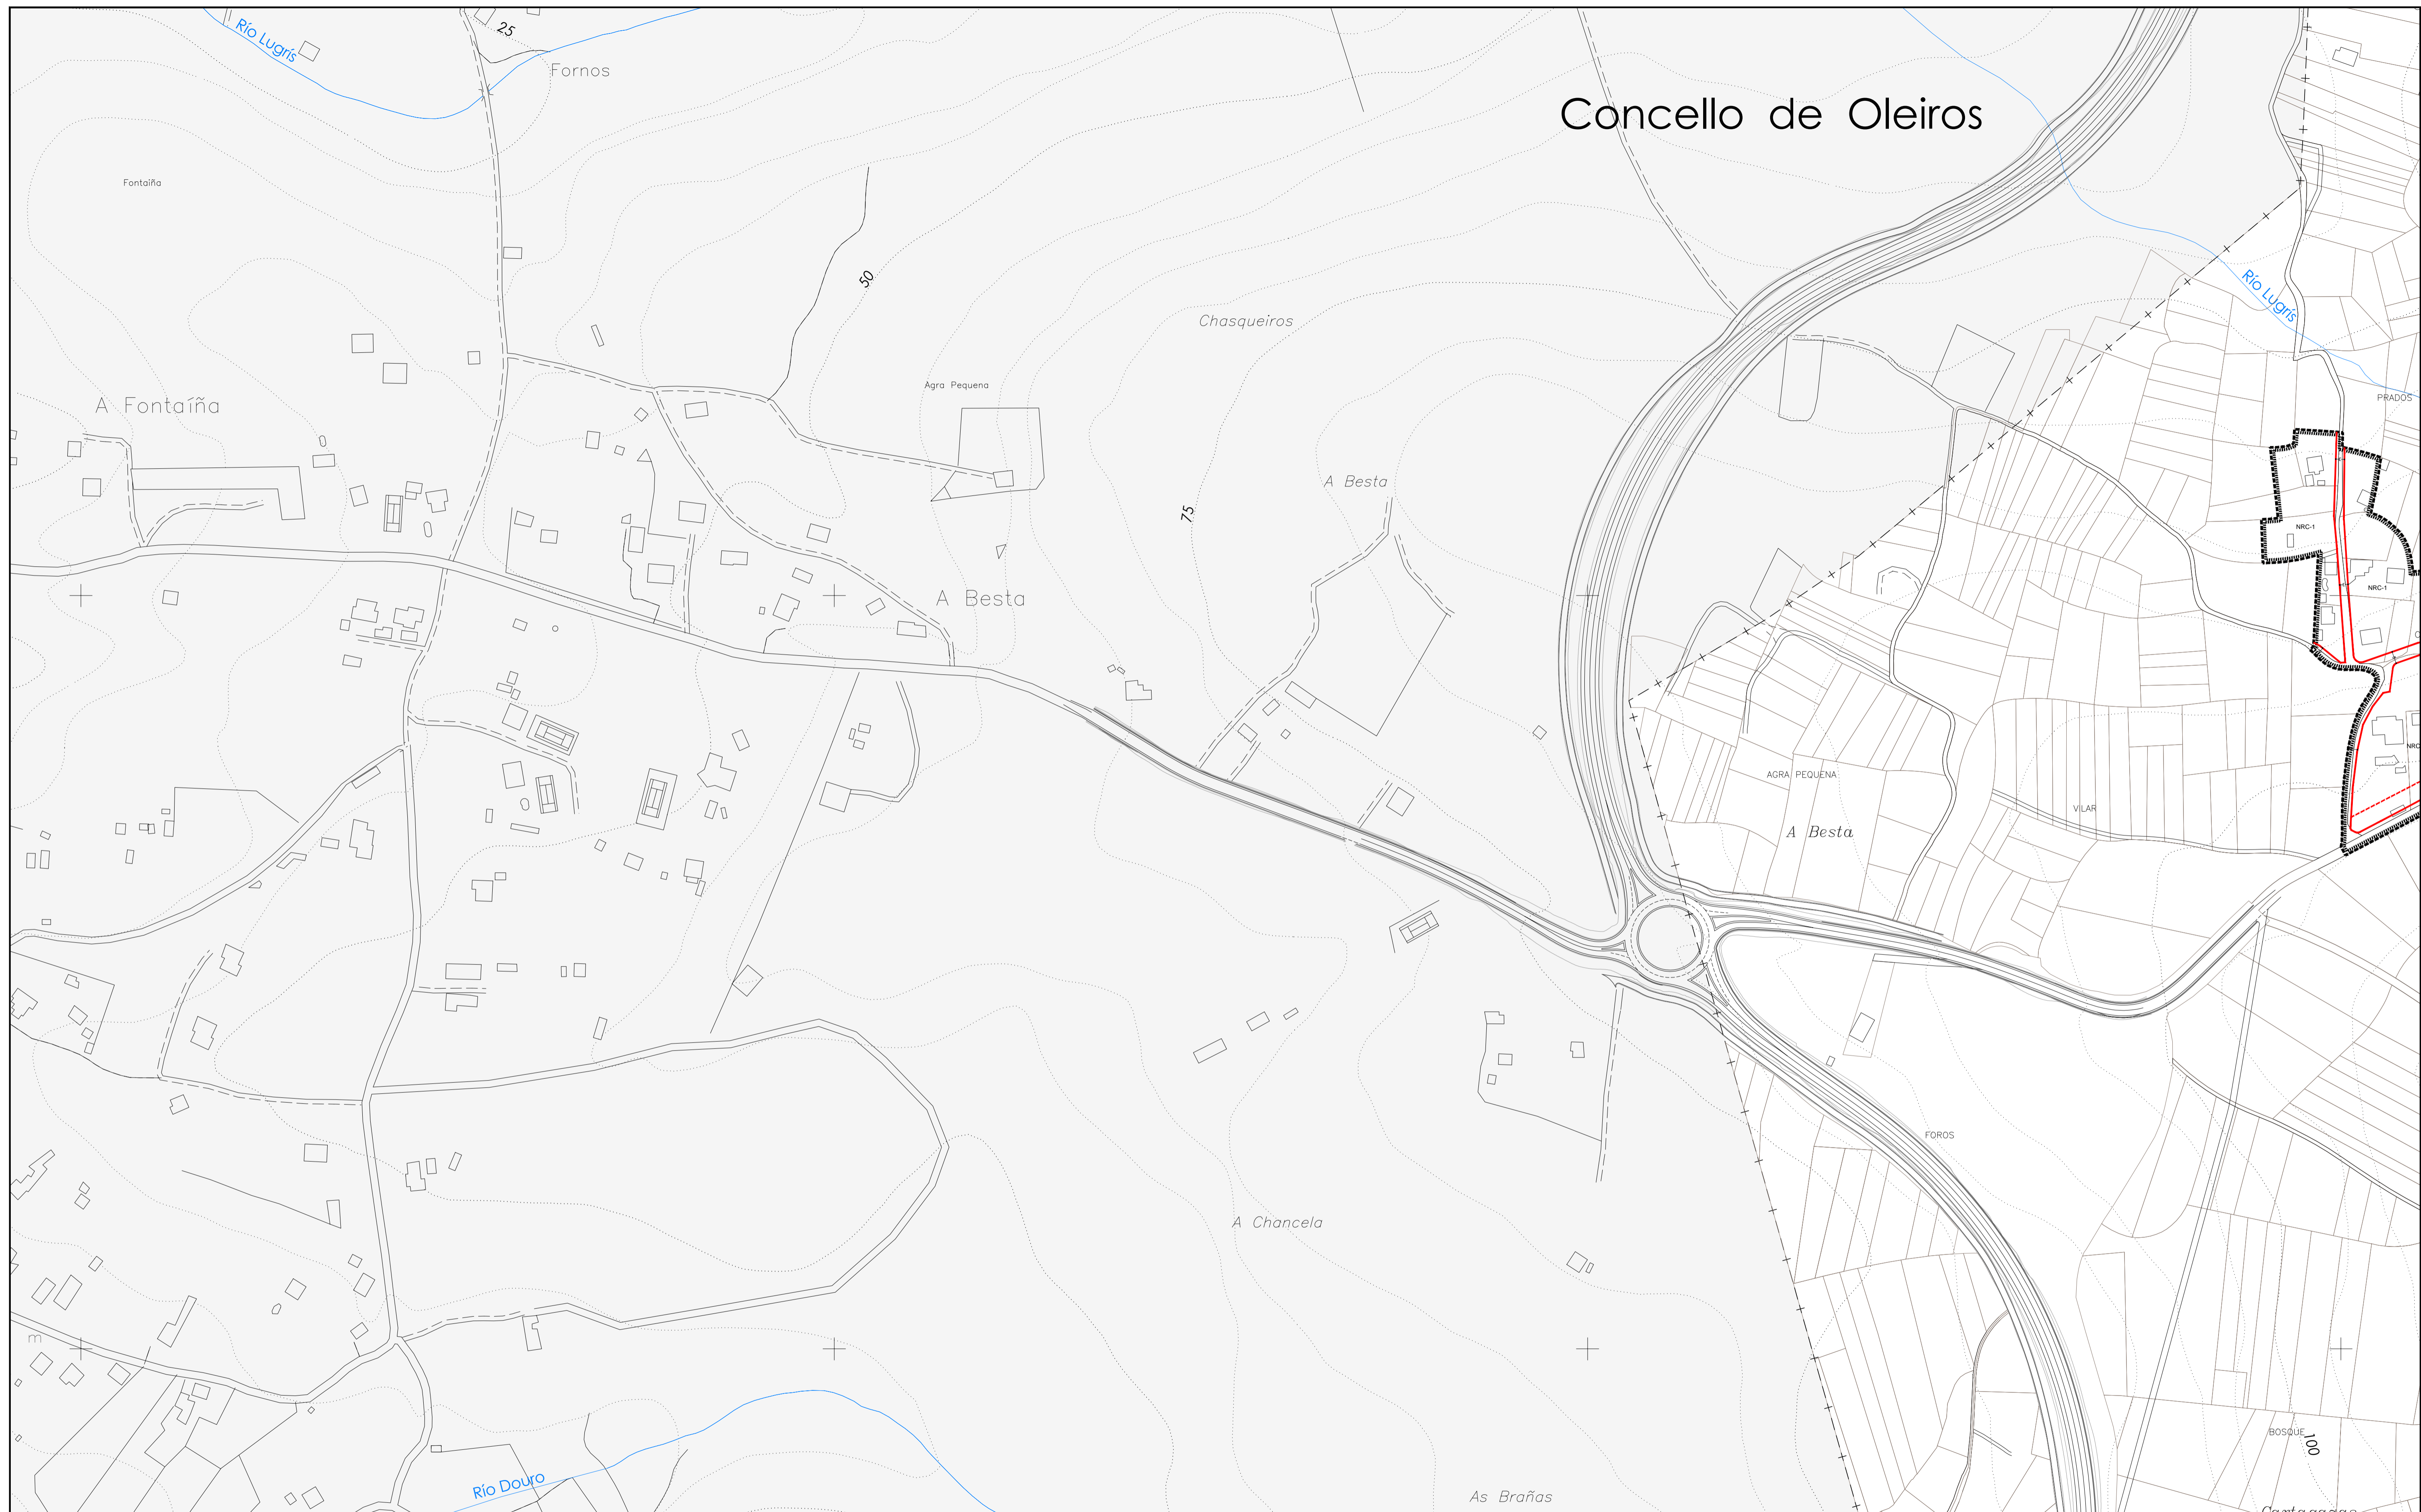 Río Lugrís
25
Fornos
Concello de Oleiros
Fontaíña
50
Río Lugrís
Chasqueiros
Agra Pequena
PRADOS
A Fontaíña
A Besta
75
NRC-1
NRC-1
A Besta
NRC
AGRA PEQUENA
VILAR
A Besta
FOROS
A Chancela
m
BOSQUE
100
Río Douro
As Brañas